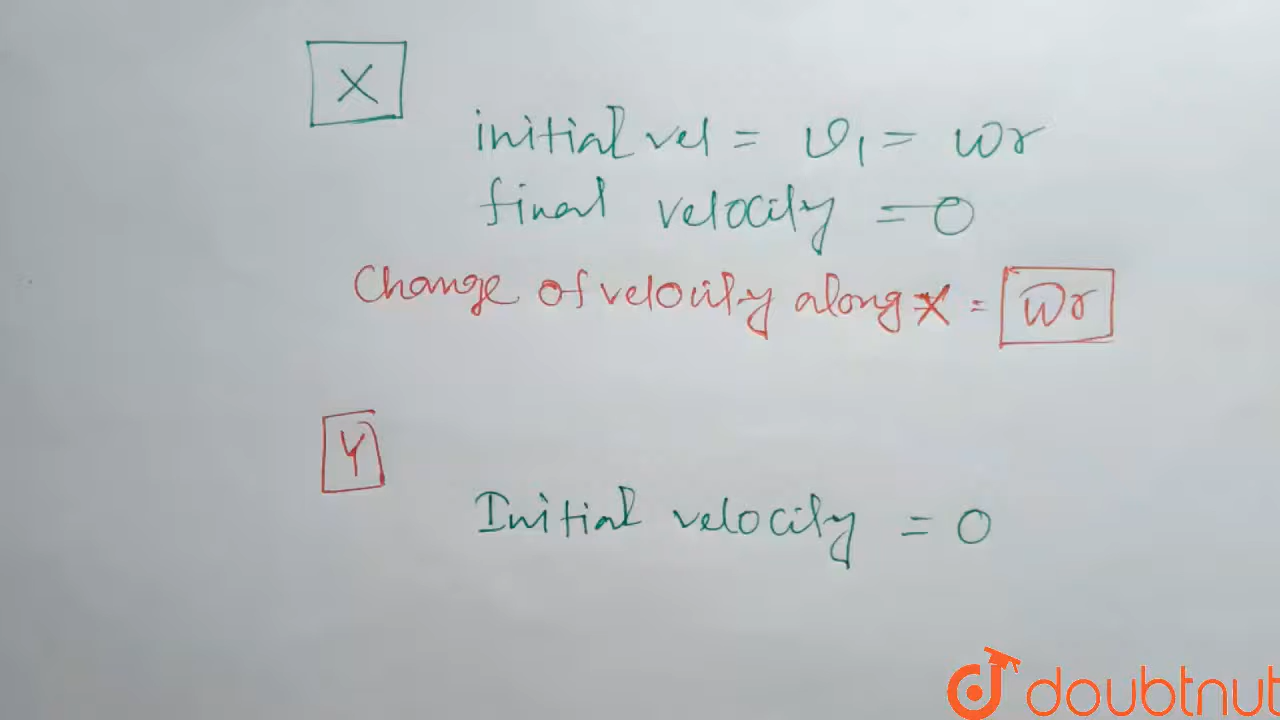 X
initial vel = v₁ = ωr
final velocity = 0
Change of velocity along X = ωr
Y
Initial velocity = 0
doubtnut